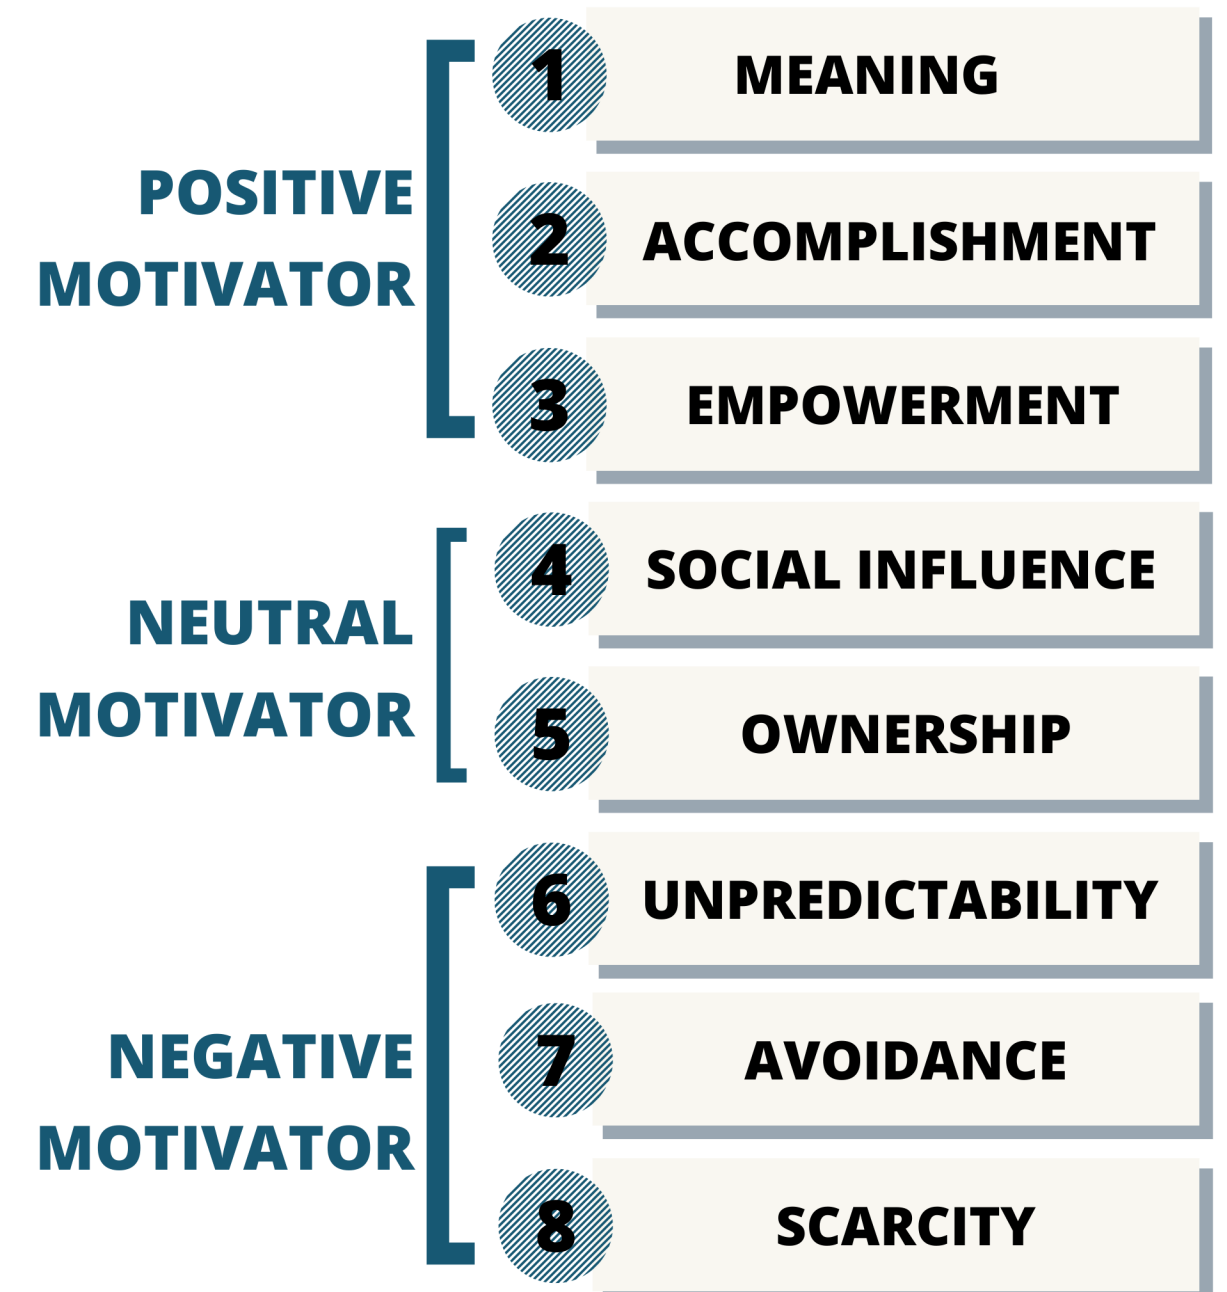 POSITIVE
MOTIVATOR
1
MEANING
2
ACCOMPLISHMENT
3
EMPOWERMENT
NEUTRAL
MOTIVATOR
4
SOCIAL INFLUENCE
5
OWNERSHIP
NEGATIVE
MOTIVATOR
6
UNPREDICTABILITY
7
AVOIDANCE
8
SCARCITY